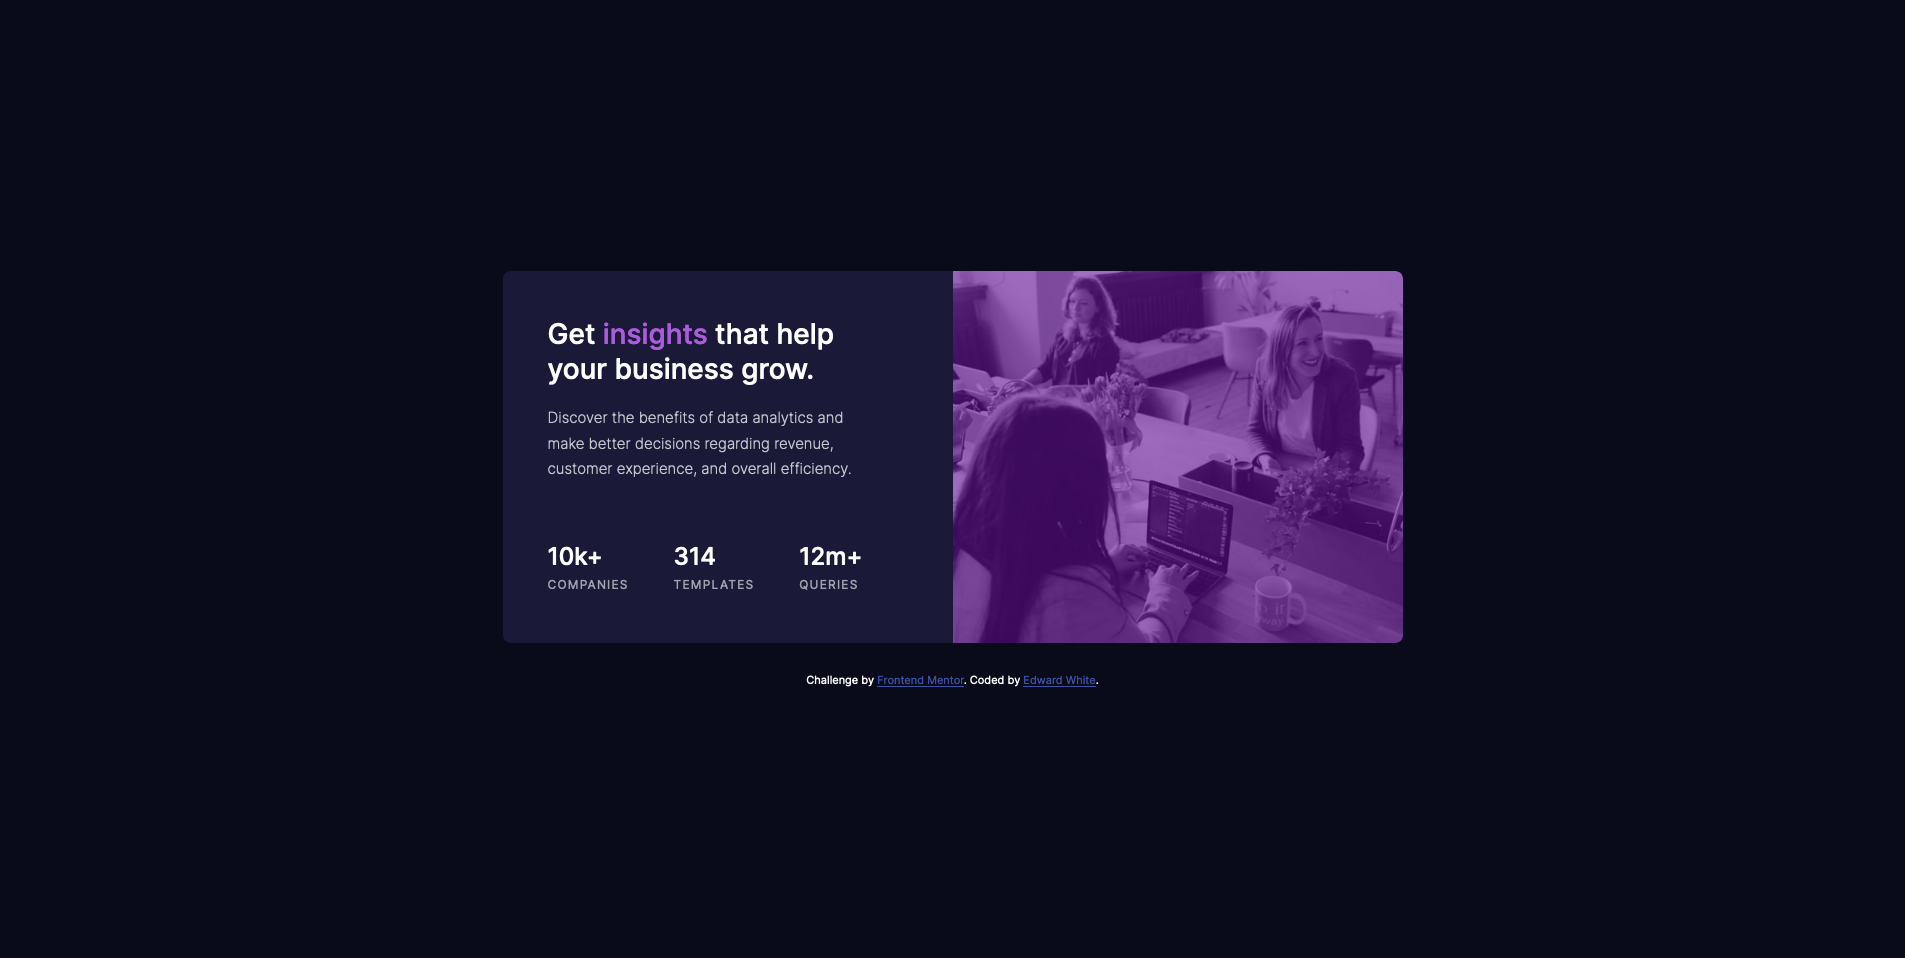 Get insights that help
your business grow.
Discover the benefits of data analytics and
make better decisions regarding revenue,
customer experience, and overall efficiency.
10k+ 314 12m+
COMPANIES TEMPLATES QUERIES
Challenge by Frontend Mentor. Coded by Edward White.